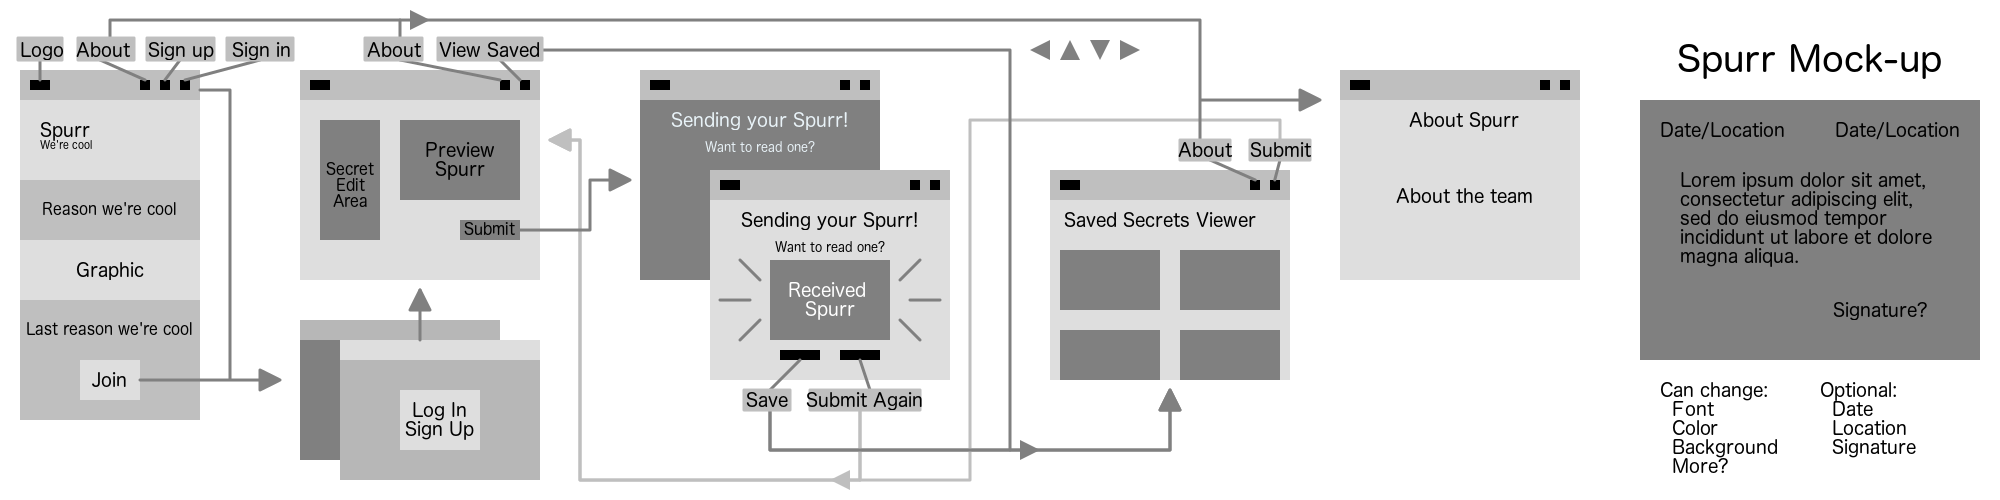 Logo
About
Sign up
Sign in
Spurr
We're cool
Reason we're cool
Graphic
Last reason we're cool
Join
About
View Saved
Secret
Edit
Area
Preview
Spurr
Submit
Log In
Sign Up
Sending your Spurr!
Want to read one?
Sending your Spurr!
Want to read one?
Received
Spurr
Save
Submit Again
About
Submit
Saved Secrets Viewer
About Spurr
About the team
Spurr Mock-up
Date/Location
Date/Location
Lorem ipsum dolor sit amet,
consectetur adipiscing elit,
sed do eiusmod tempor
incididunt ut labore et dolore
magna aliqua.
Signature?
Can change:
Font
Color
Background
More?
Optional:
Date
Location
Signature